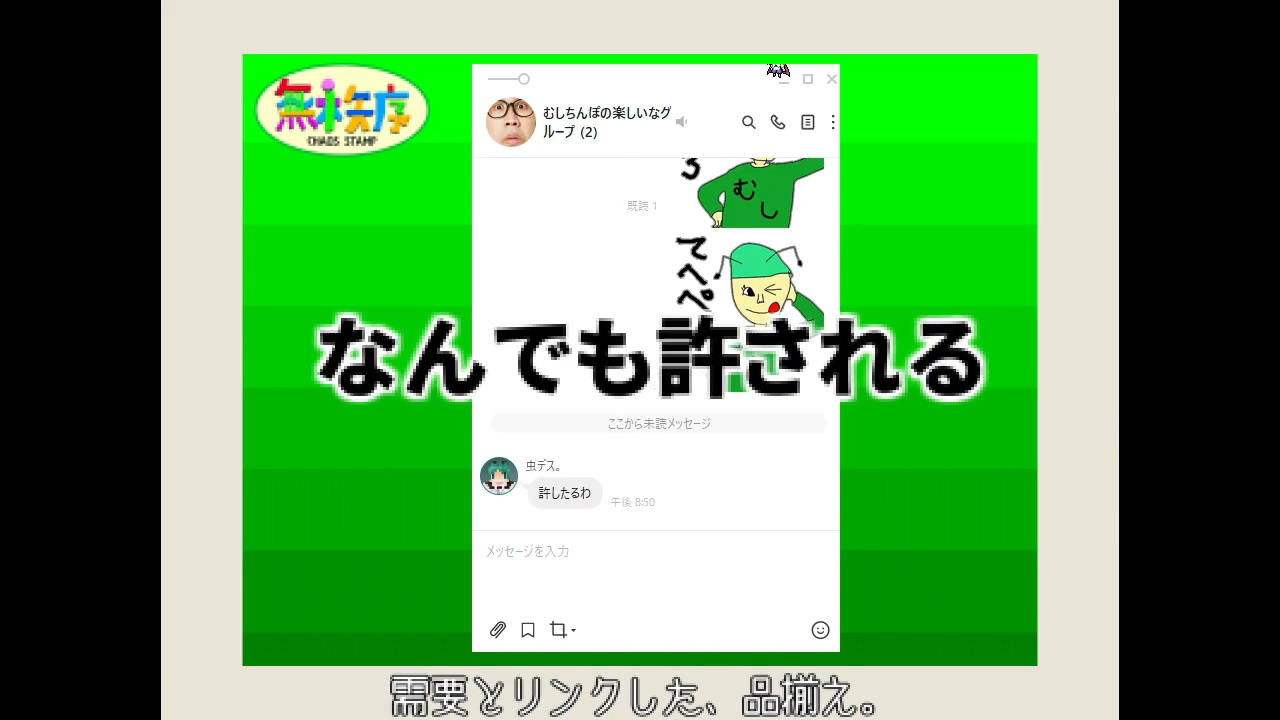 無秩序
CHAOS STAMP
むしちんぽの楽しいなグ
ループ (2)
ろ
むし
既読 1
てへぺ
なんでも許される
ここから未読メッセージ
虫デス。
許したるわ
午後 8:50
メッセージを入力
需要とリンクした、品揃え。